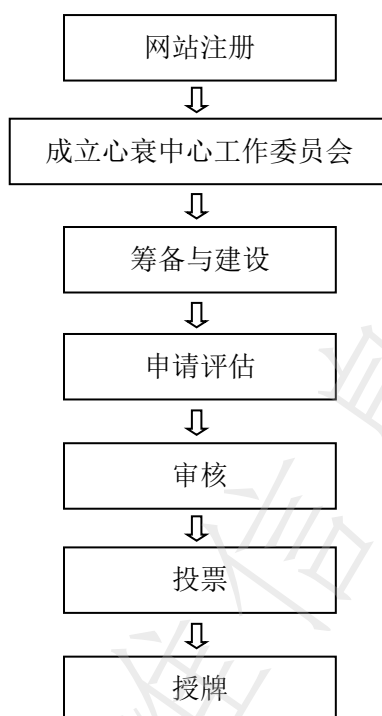 网站注册
成立心衰中心工作委员会
筹备与建设
申请评估
审核
投票
授牌